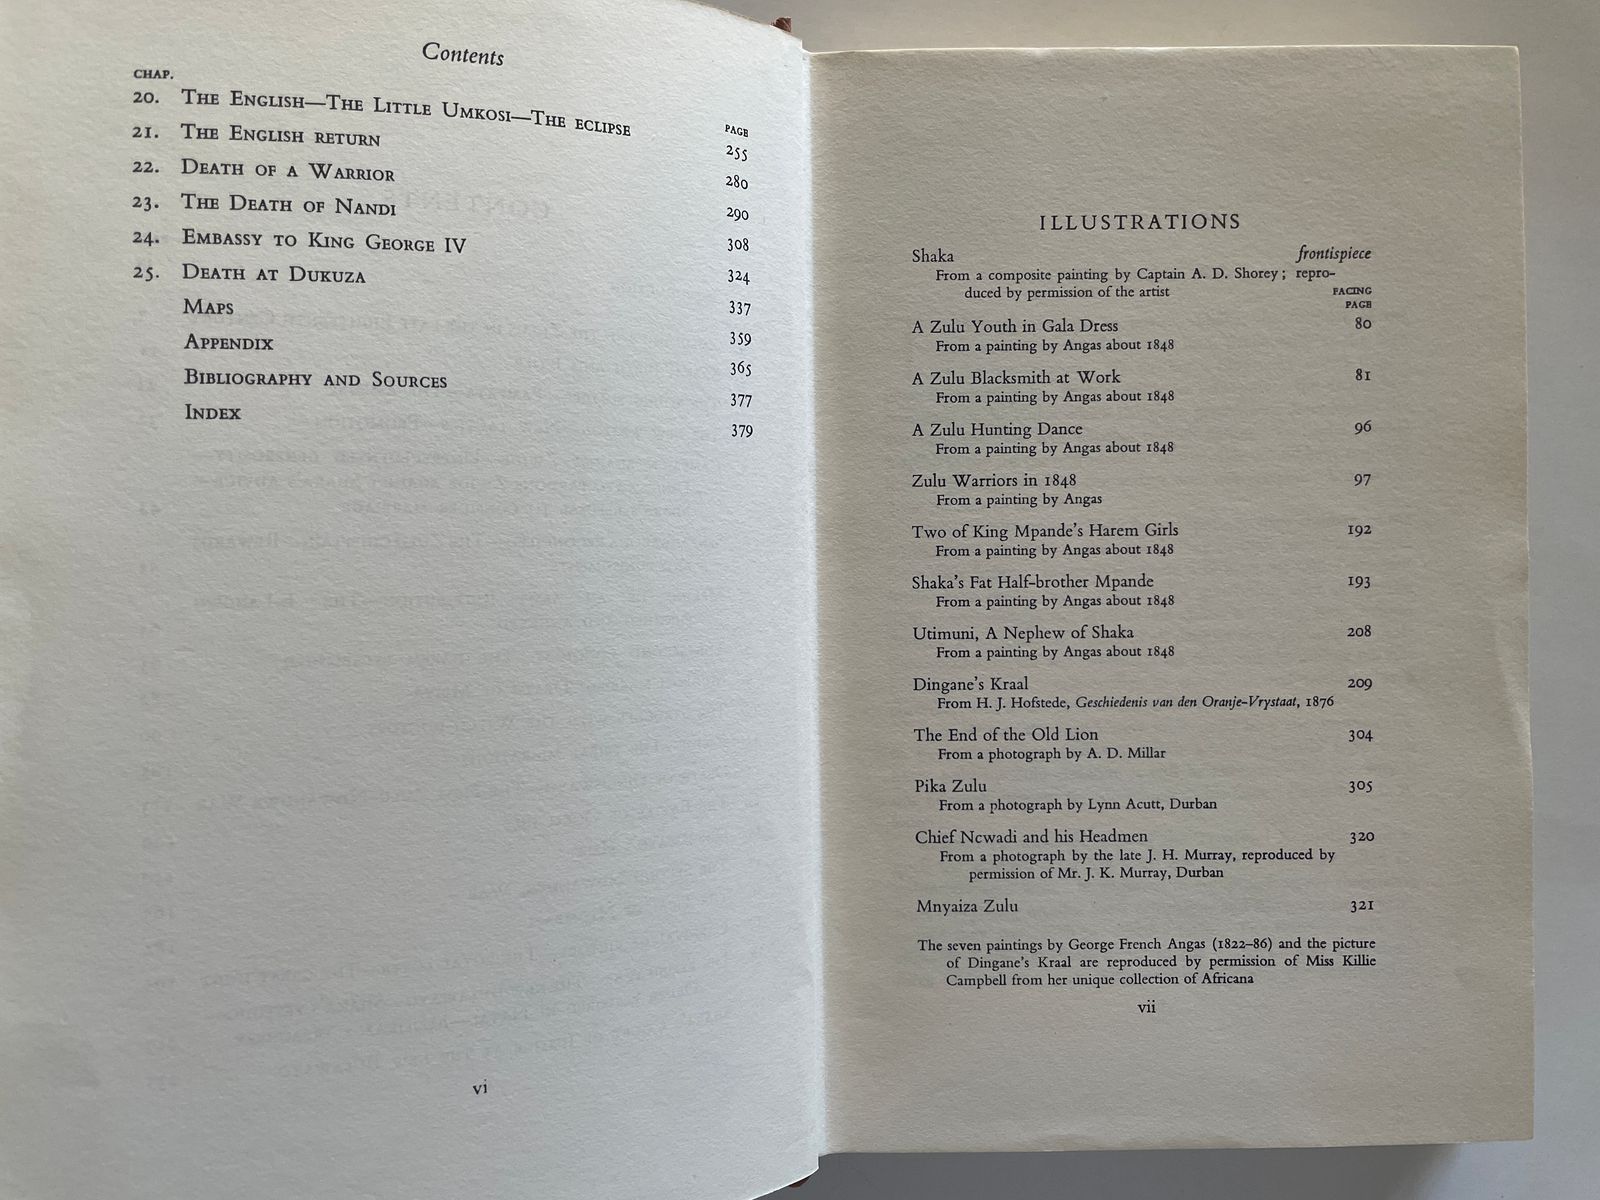 Contents
CHAP.
PAGE
20. THE ENGLISH—THE LITTLE UMKOSI—THE ECLIPSE 255
21. THE ENGLISH RETURN 280
22. DEATH OF A WARRIOR 290
23. THE DEATH OF NANDI 308
24. EMBASSY TO KING GEORGE IV 324
25. DEATH AT DUKUZA 337
MAPS 359
APPENDIX 365
BIBLIOGRAPHY AND SOURCES 377
INDEX 379
vi
ILLUSTRATIONS
Shaka frontispiece
From a composite painting by Captain A. D. Shorey; repro-
duced by permission of the artist
FACING
PAGE
A Zulu Youth in Gala Dress 80
From a painting by Angas about 1848
A Zulu Blacksmith at Work 81
From a painting by Angas about 1848
A Zulu Hunting Dance 96
From a painting by Angas about 1848
Zulu Warriors in 1848 97
From a painting by Angas
Two of King Mpande's Harem Girls 192
From a painting by Angas about 1848
Shaka's Fat Half-brother Mpande 193
From a painting by Angas about 1848
Utimuni, A Nephew of Shaka 208
From a painting by Angas about 1848
Dingane's Kraal 209
From H. J. Hofstede, Geschiedenis van den Oranje-Vrystaat, 1876
The End of the Old Lion 304
From a photograph by A. D. Millar
Pika Zulu 305
From a photograph by Lynn Acutt, Durban
Chief Ncwadi and his Headmen 320
From a photograph by the late J. H. Murray, reproduced by
permission of Mr. J. K. Murray, Durban
Mnyaiza Zulu 321
The seven paintings by George French Angas (1822–86) and the picture
of Dingane's Kraal are reproduced by permission of Miss Killie
Campbell from her unique collection of Africana
vii